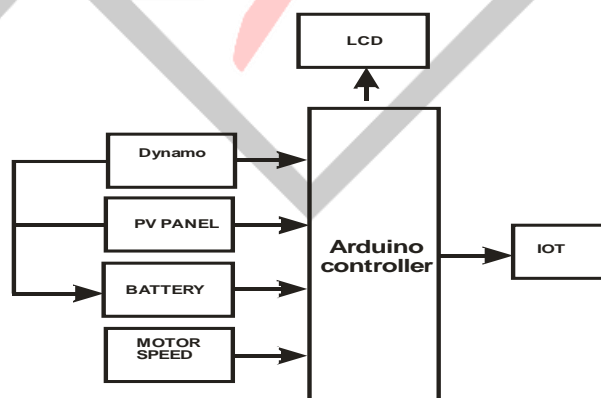 LCD
Dynamo
PV PANEL
BATTERY
MOTOR
SPEED
Arduino
controller
IOT